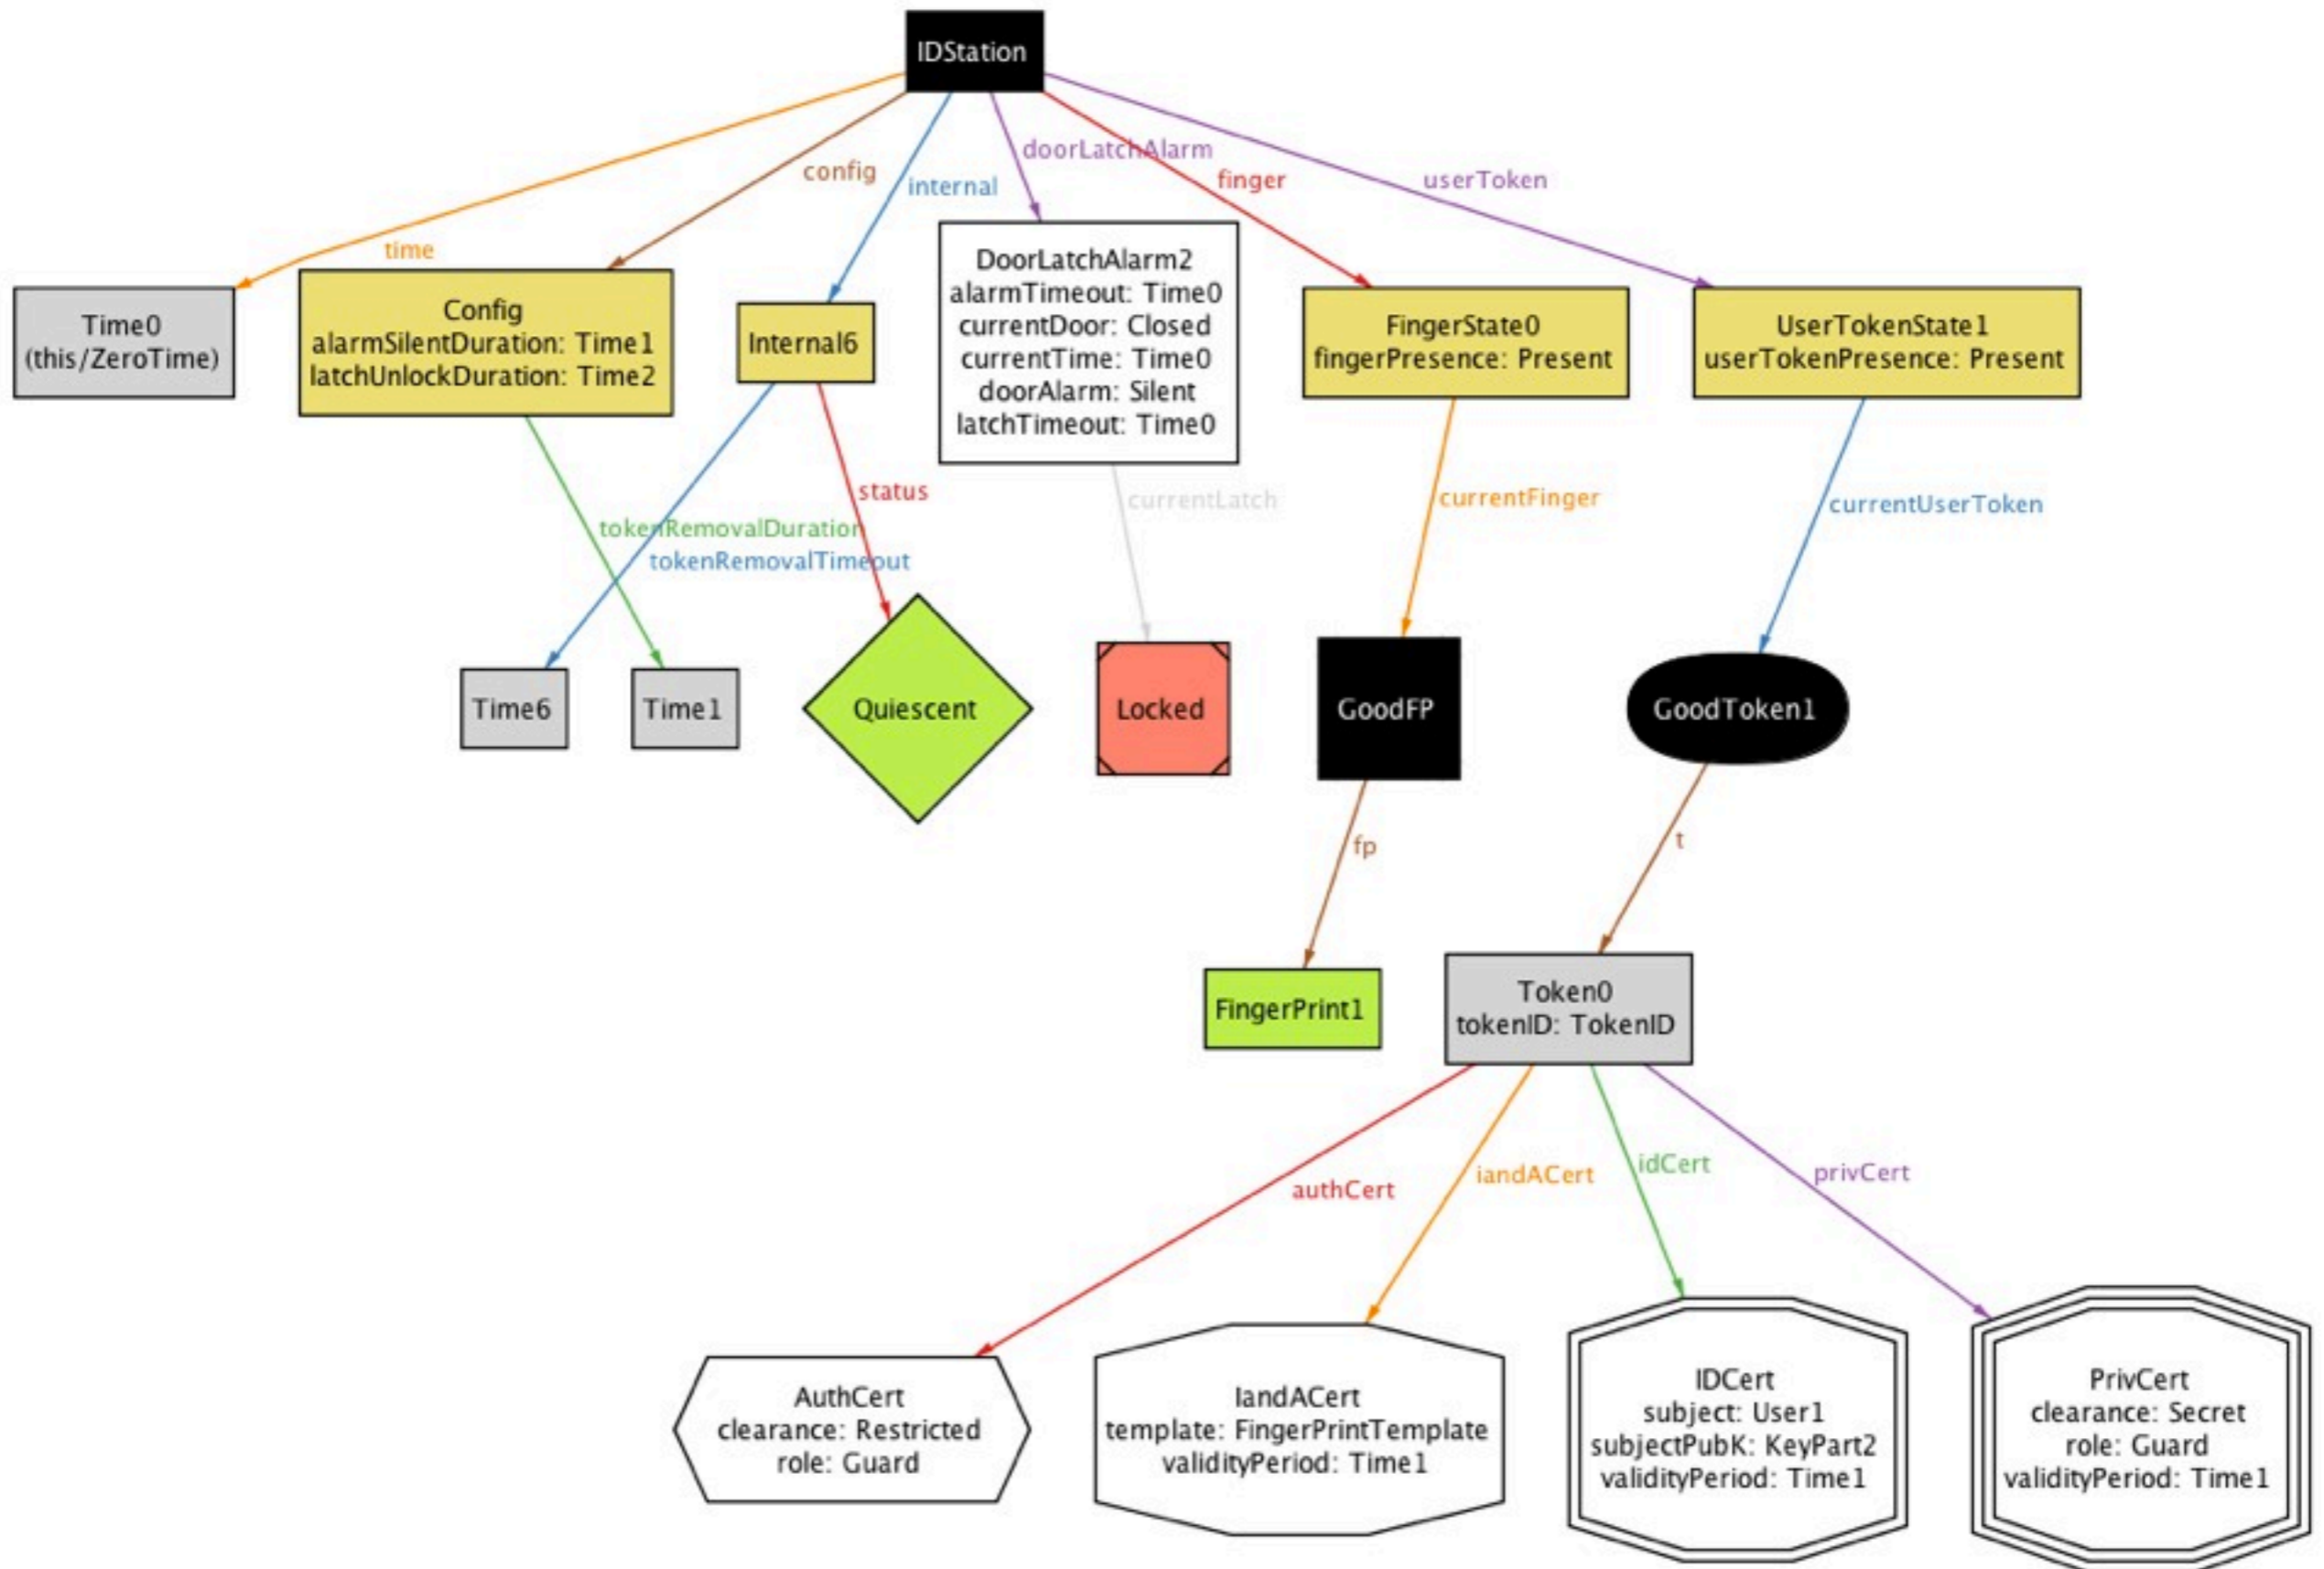 IDStation
doorLatchAlarm
config
internal
finger
userToken
time
Time0
(this/ZeroTime)
Config
alarmSilentDuration: Time1
latchUnlockDuration: Time2
Internal6
DoorLatchAlarm2
alarmTimeout: Time0
currentDoor: Closed
currentTime: Time0
doorAlarm: Silent
latchTimeout: Time0
FingerState0
fingerPresence: Present
UserTokenState1
userTokenPresence: Present
status
currentLatch
currentFinger
currentUserToken
tokenRemovalDuration
tokenRemovalTimeout
Time6
Time1
Quiescent
Locked
GoodFP
GoodToken1
fp
t
FingerPrint1
Token0
tokenID: TokenID
authCert
iandACert
idCert
privCert
AuthCert
clearance: Restricted
role: Guard
IandACert
template: FingerPrintTemplate
validityPeriod: Time1
IDCert
subject: User1
subjectPubK: KeyPart2
validityPeriod: Time1
PrivCert
clearance: Secret
role: Guard
validityPeriod: Time1